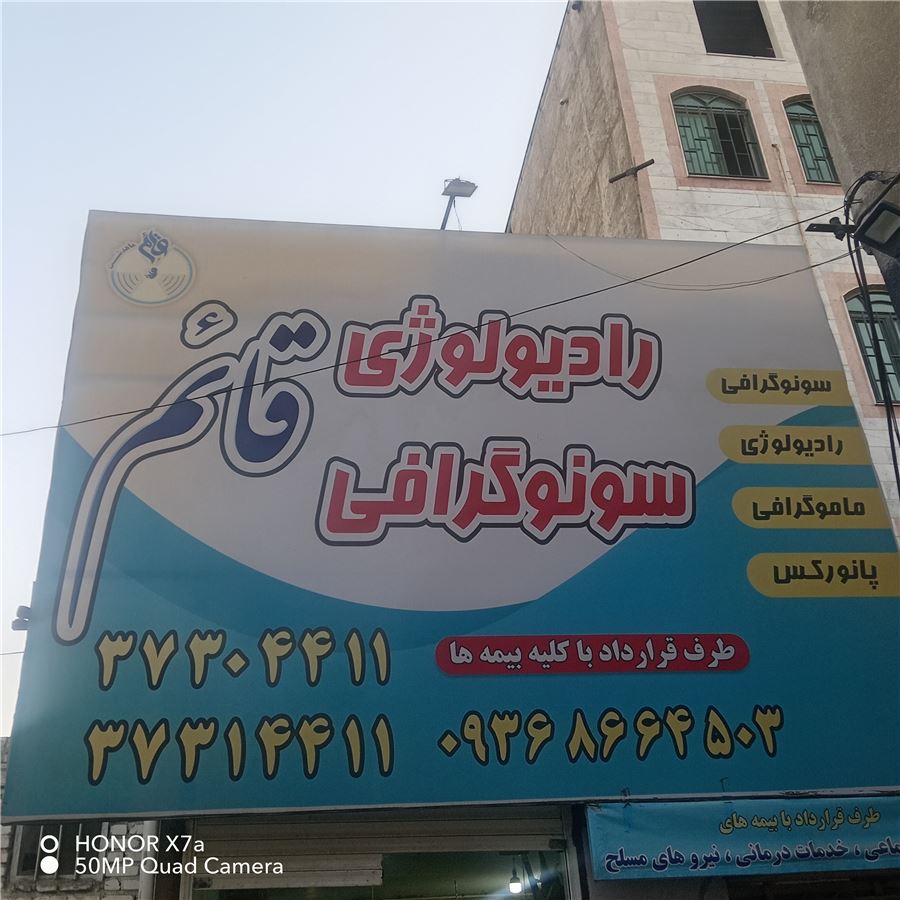 رادیولوژی
سونوگرافی
قائم
سونوگرافی
رادیولوژی
ماموگرافی
پانورکس
طرف قرارداد با کلیه بیمه ها
۳۷۳۰۴۴۱۱
۳۷۳۱۴۴۱۱
۰۹۳۶۸۶۶۴۵۰۳
طرف قرارداد با بیمه های
خدمات درمانی ، نیرو های مسلح
HONOR X7a
50MP Quad Camera